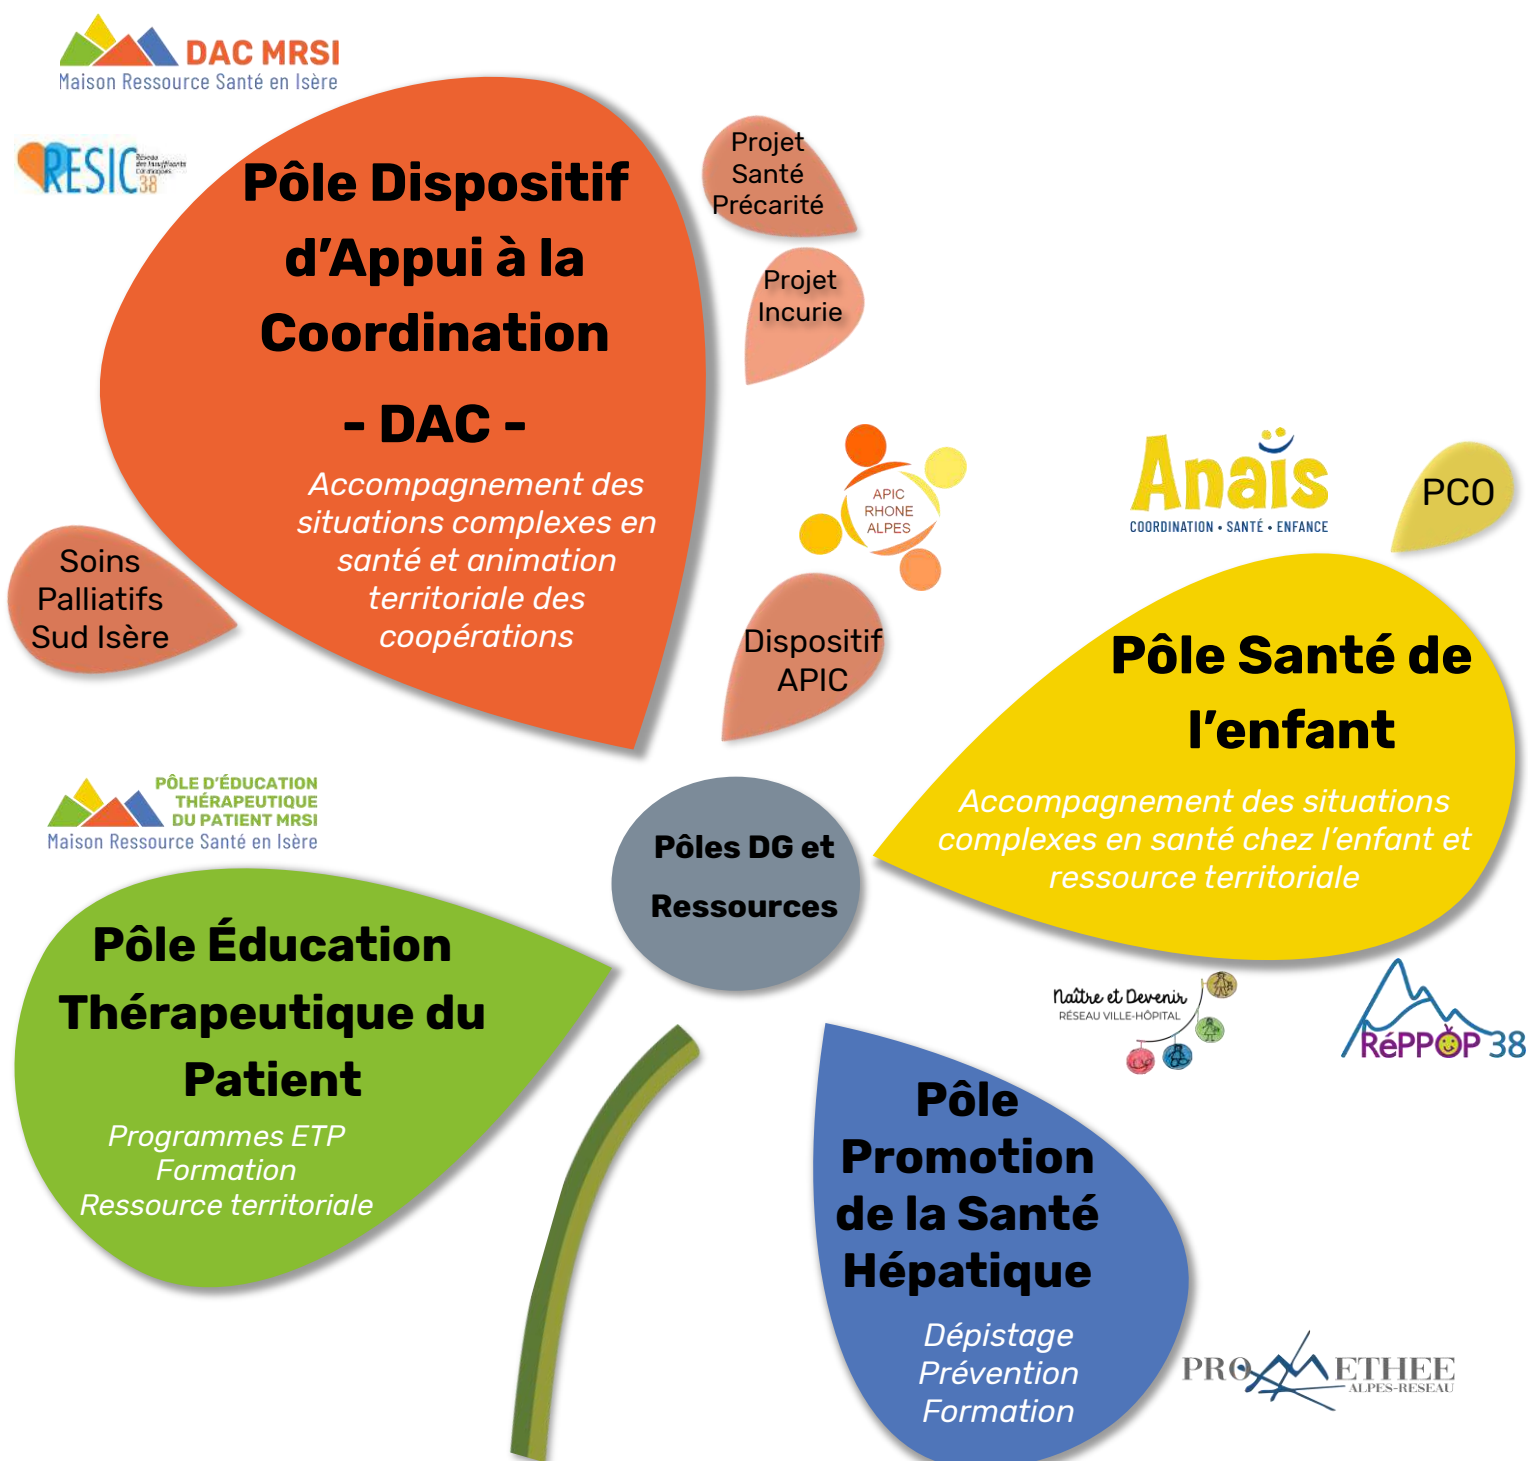 DAC MRSI
Maison Ressource Santé en Isère
RESIC
Réseau
des Insuffisants
Cardiaques
38
Pôle Dispositif
d’Appui à la
Coordination
- DAC -
Accompagnement des
situations complexes en
santé et animation
territoriale des
coopérations
Projet
Santé
Précarité
Projet
Incurie
Soins
Palliatifs
Sud Isère
APIC
RHONE
ALPES
Dispositif
APIC
Anaïs
COORDINATION • SANTÉ • ENFANCE
PCO
Pôle Santé de
l’enfant
Accompagnement des situations
complexes en santé chez l’enfant et
ressource territoriale
PÔLE D’ÉDUCATION
THÉRAPEUTIQUE
DU PATIENT MRSI
Maison Ressource Santé en Isère
Pôles DG et
Ressources
Pôle Éducation
Thérapeutique du
Patient
Programmes ETP
Formation
Ressource territoriale
Naître et Devenir
RÉSEAU VILLE-HÔPITAL
RéPPOP 38
Pôle
Promotion
de la Santé
Hépatique
Dépistage
Prévention
Formation
PROMETHEE
ALPES-RESEAU